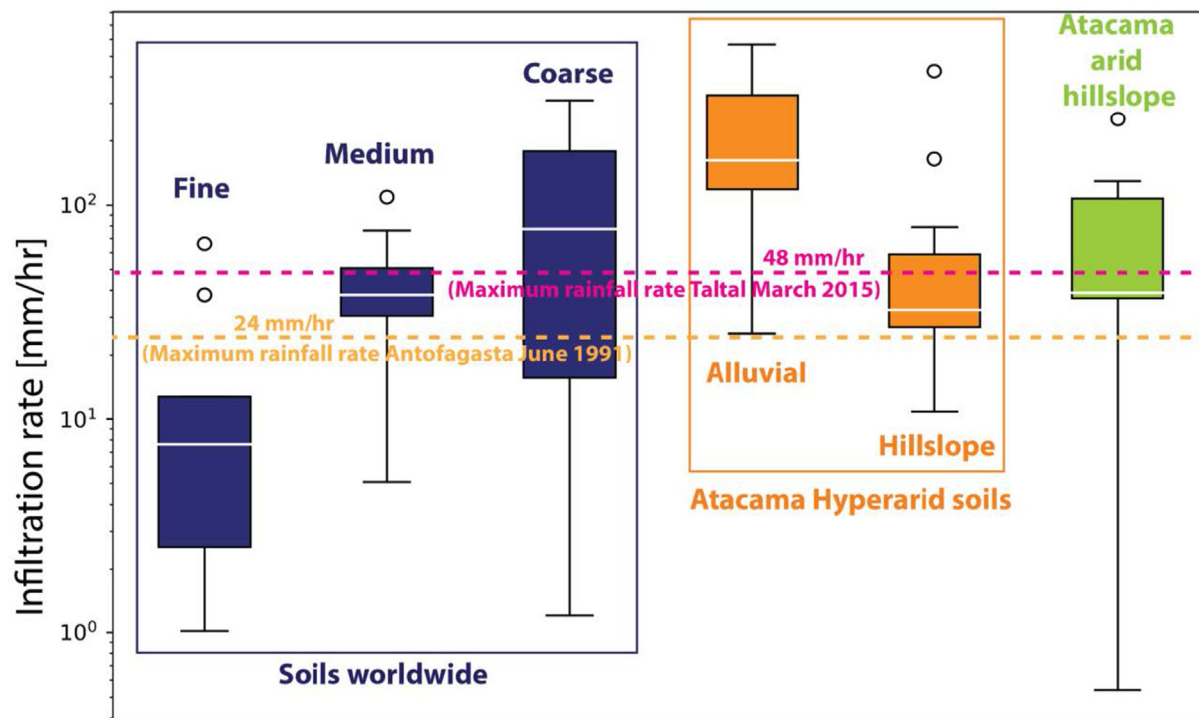 Infiltration rate [mm/hr]
10²
10¹
10⁰
Fine
Medium
Coarse
Atacama
arid
hillslope
48 mm/hr
(Maximum rainfall rate Taltal March 2015)
24 mm/hr
(Maximum rainfall rate Antofagasta June 1991)
Alluvial
Hillslope
Atacama Hyperarid soils
Soils worldwide